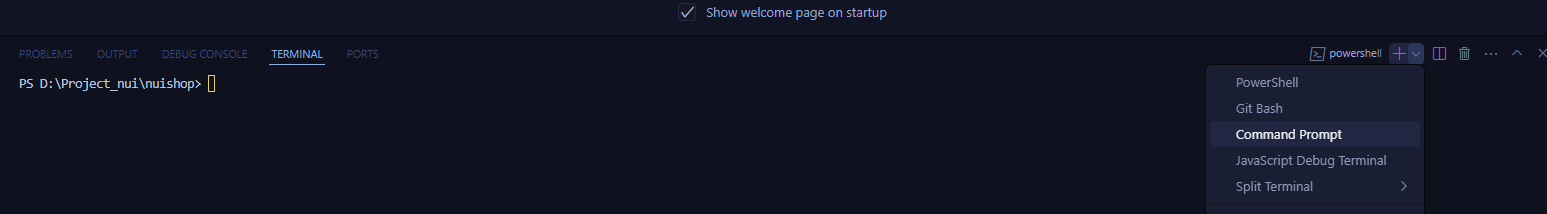 Show welcome page on startup
PROBLEMS OUTPUT DEBUG CONSOLE TERMINAL PORTS powershell
PS D:\Project_nui\nuishop>
PowerShell
Git Bash
Command Prompt
JavaScript Debug Terminal
Split Terminal